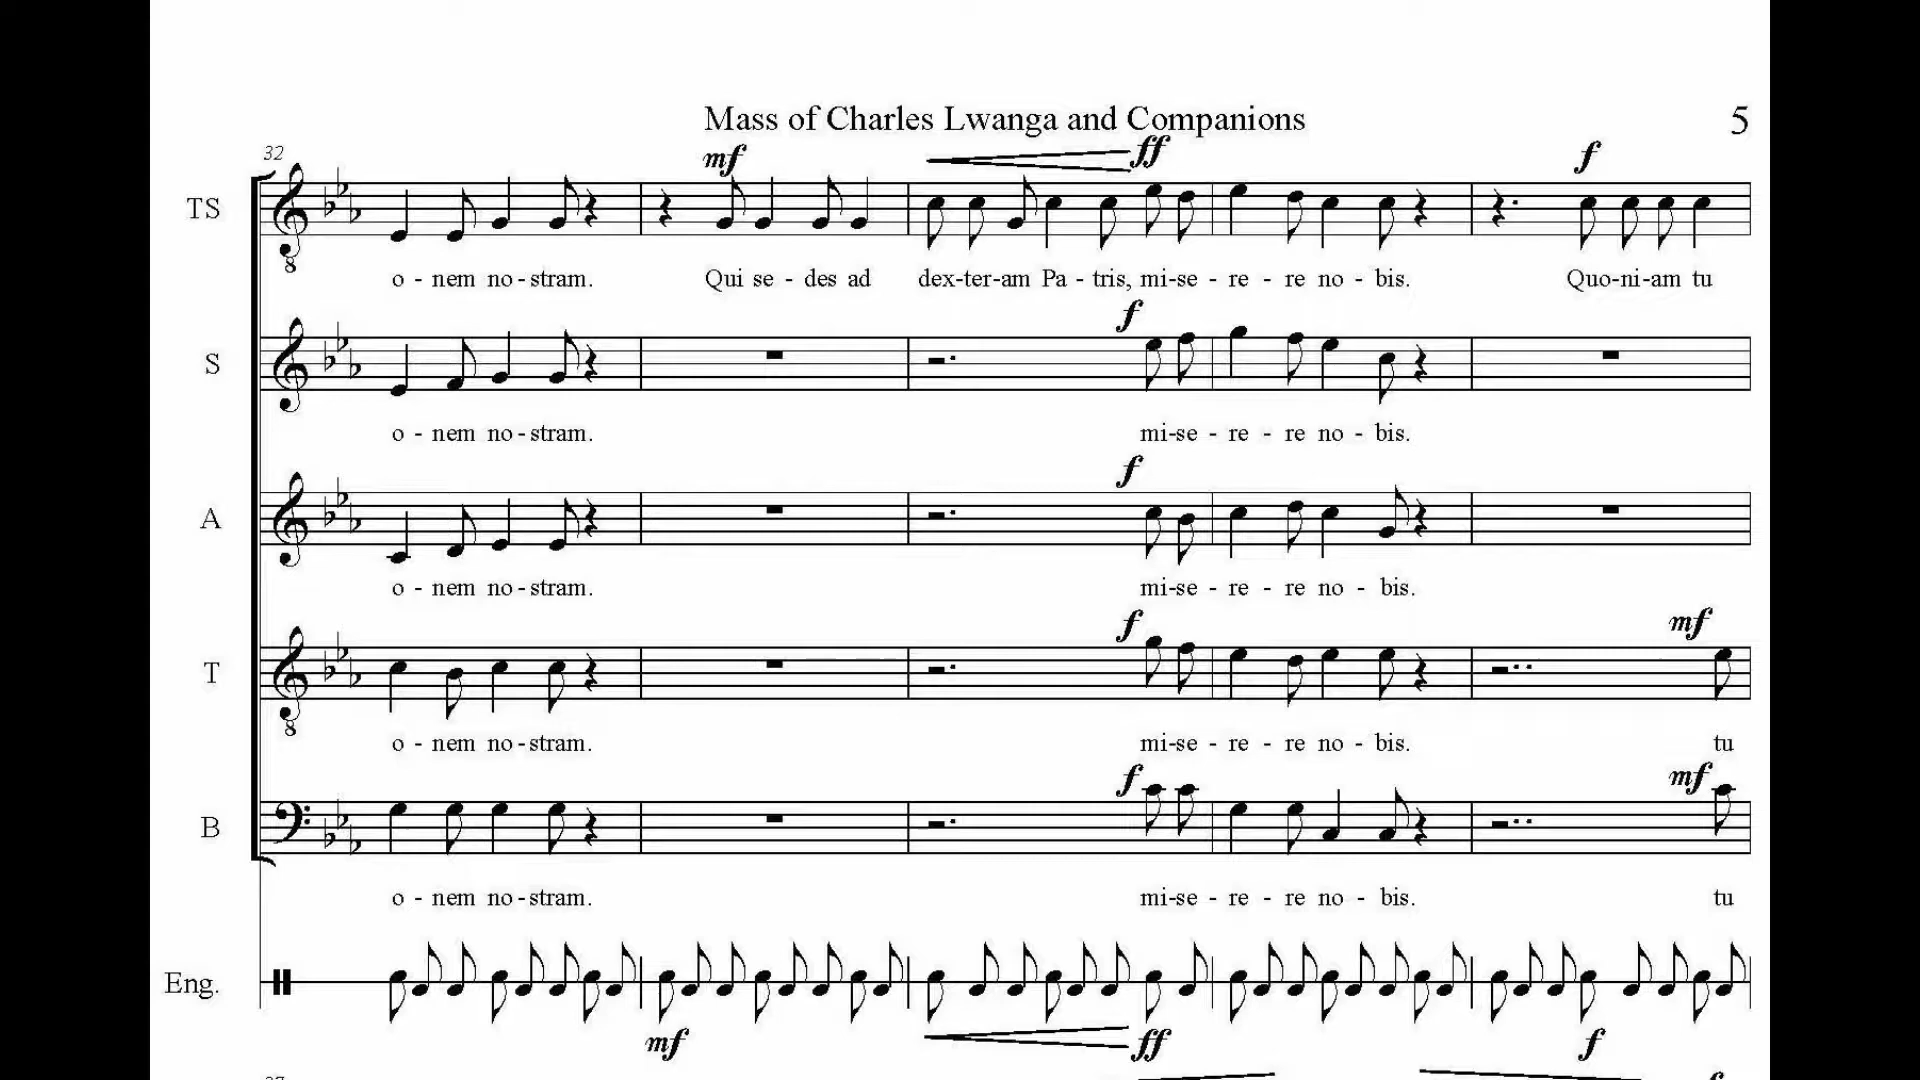 Mass of Charles Lwanga and Companions 5
32 mf ff f
TS
o - nem no - stram. Qui se - des ad dex-ter-am Pa - tris, mi-se - re - re no - bis. Quo-ni-am tu
f
S
o - nem no - stram. mi-se - re - re no - bis.
f
A
o - nem no - stram. mi-se - re - re no - bis.
f mf
T
o - nem no - stram. mi-se - re - re no - bis. tu
f mf
B
o - nem no - stram. mi-se - re - re no - bis. tu
Eng.
mf ff f